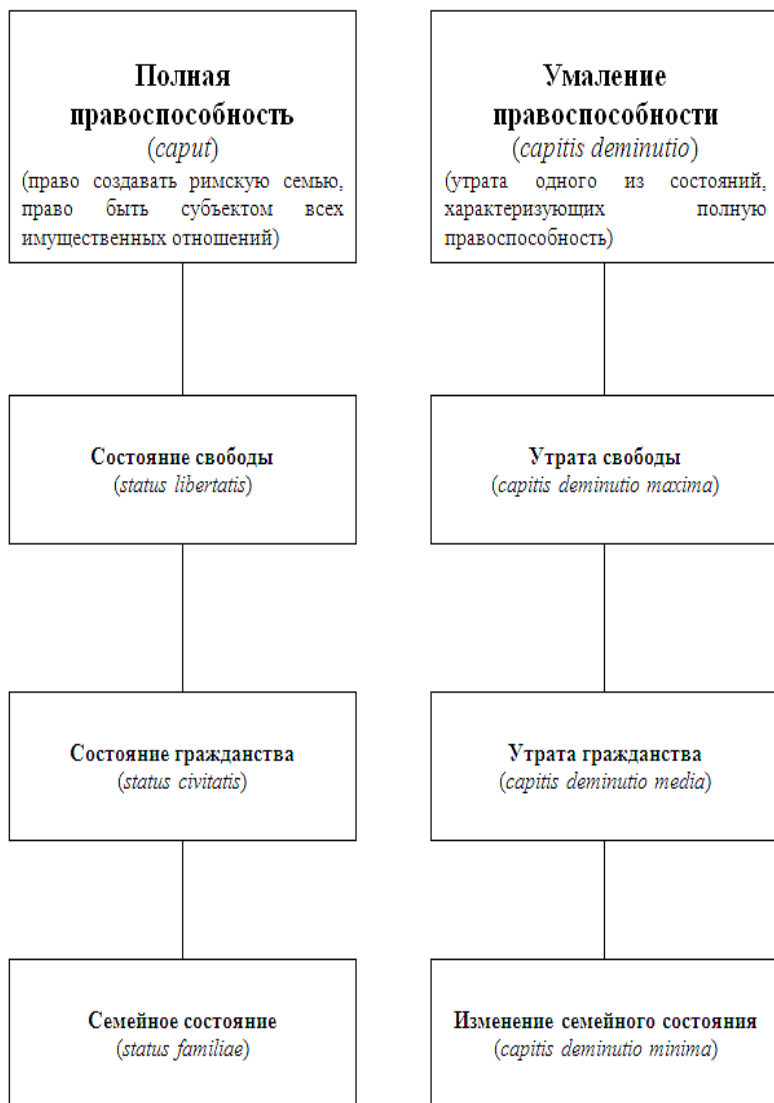 Полная
правоспособность
(caput)
(право создавать римскую семью,
право быть субъектом всех
имущественных отношений)
Состояние свободы
(status libertatis)
Состояние гражданства
(status civitatis)
Семейное состояние
(status familiae)
Умаление
правоспособности
(capitis deminutio)
(утрата одного из состояний,
характеризующих полную
правоспособность)
Утрата свободы
(capitis deminutio maxima)
Утрата гражданства
(capitis deminutio media)
Изменение семейного состояния
(capitis deminutio minima)